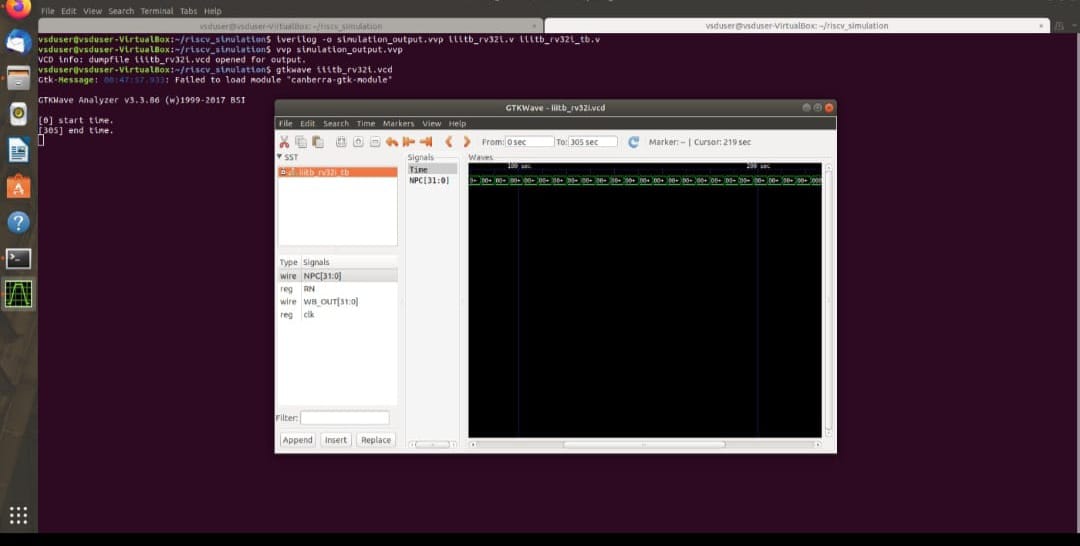 File Edit View Search Terminal Tabs Help
vsduser@vsduser-VirtualBox: ~/riscv_simulation
vsduser@vsduser-VirtualBox: ~/riscv_simulation
vsduser@vsduser-VirtualBox:~/riscv_simulation$ iverilog -o simulation_output.vvp iiitb_rv32i.v iiitb_rv32i_tb.v
vsduser@vsduser-VirtualBox:~/riscv_simulation$ vvp simulation_output.vvp
VCD info: dumpfile iiitb_rv32i.vcd opened for output.
vsduser@vsduser-VirtualBox:~/riscv_simulation$ gtkwave iiitb_rv32i.vcd
Gtk-Message: 00:47:57.933: Failed to load module "canberra-gtk-module"
GTKWave Analyzer v3.3.86 (w)1999-2017 BSI
[0] start time.
[305] end time.
GTKWave - iiitb_rv32i.vcd
File Edit Search Time Markers View Help
From: 0 sec To: 305 sec Marker: -- | Cursor: 219 sec
SST
iiitb_rv32i_tb
Signals
Time
NPC[31:0]
Waves
100 sec
200 sec
Type Signals
wire NPC[31:0]
reg RN
wire WB_OUT[31:0]
reg clk
Filter:
Append Insert Replace